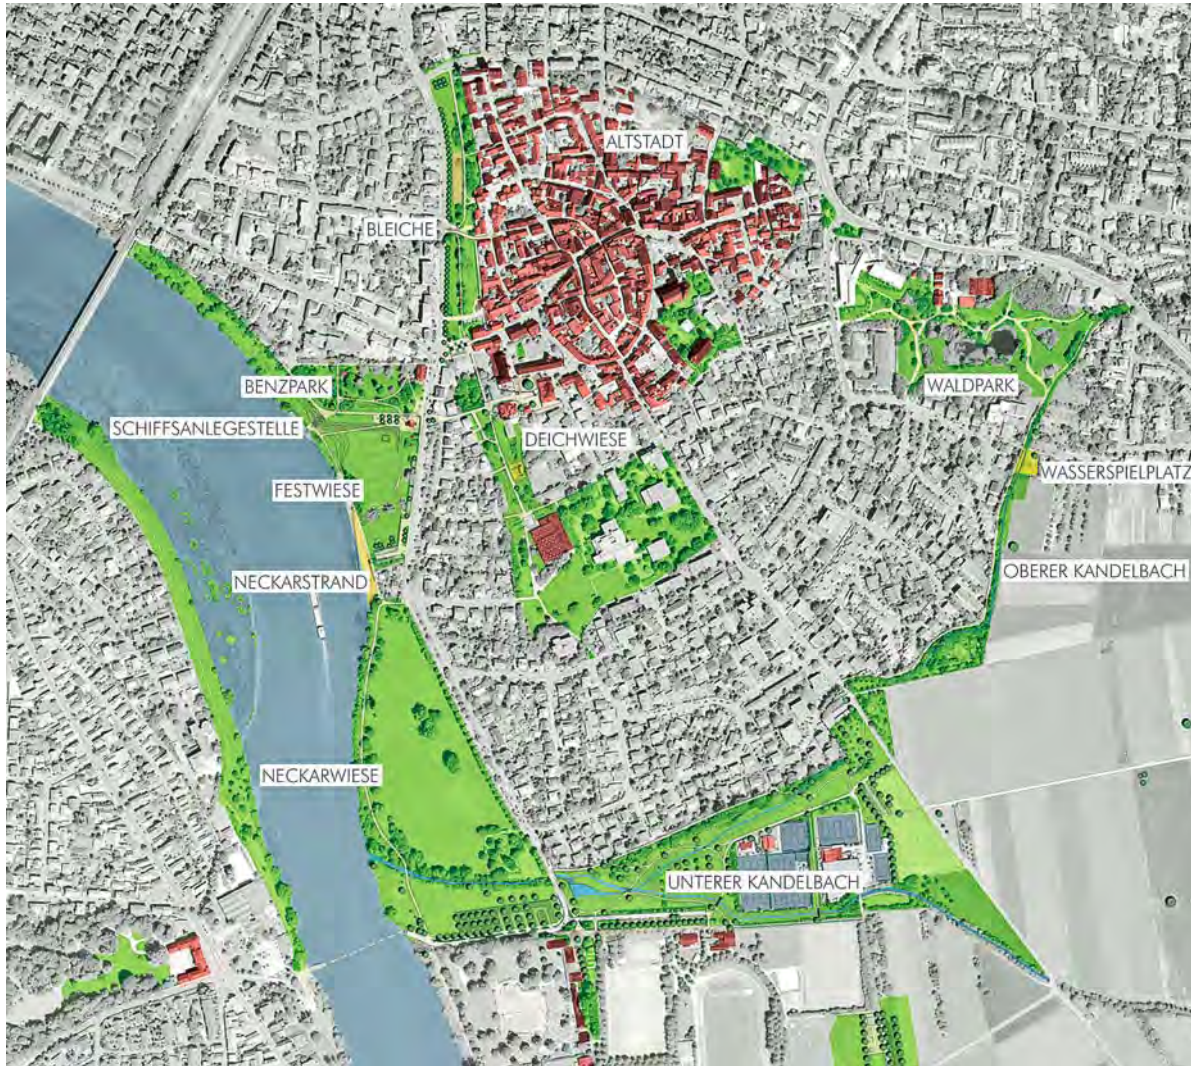 ALTSTADT
BLEICHE
BENZPARK
WALDPARK
SCHIFFSANLEGESTELLE
DEICHWIESE
WASSERSPIELPLATZ
FESTWIESE
OBERER KANDELBACH
NECKARSTRAND
NECKARWIESE
UNTERER KANDELBACH